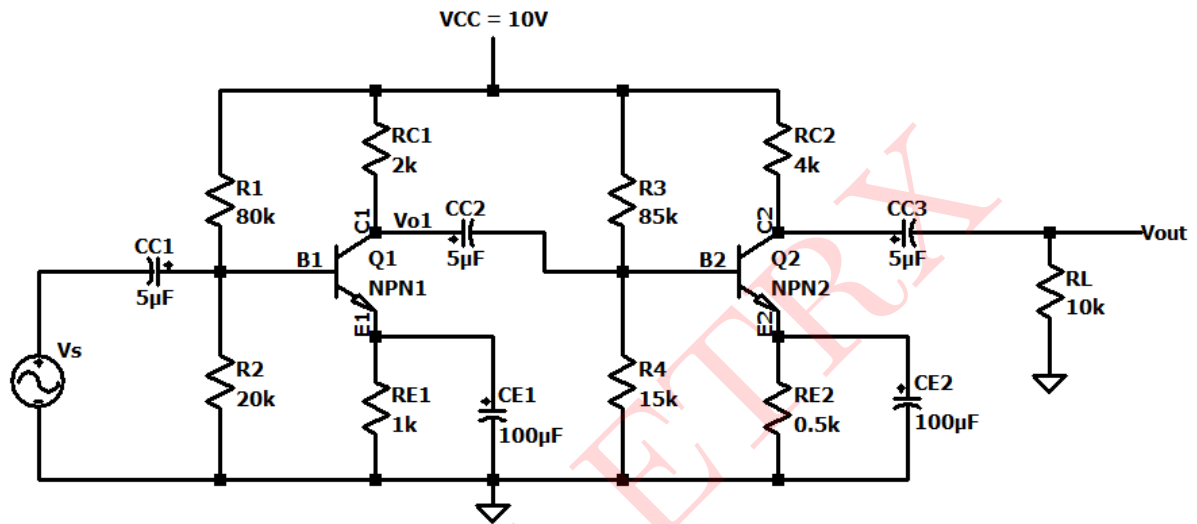 VCC = 10V
RC1
2k
RC2
4k
R1
80k
R3
85k
C1
Vo1
CC2
5µF
C2
CC3
5µF
Vout
CC1
5µF
B1
Q1
NPN1
B2
Q2
NPN2
RL
10k
E1
E2
Vs
R2
20k
RE1
1k
CE1
100µF
R4
15k
RE2
0.5k
CE2
100µF
ETRX